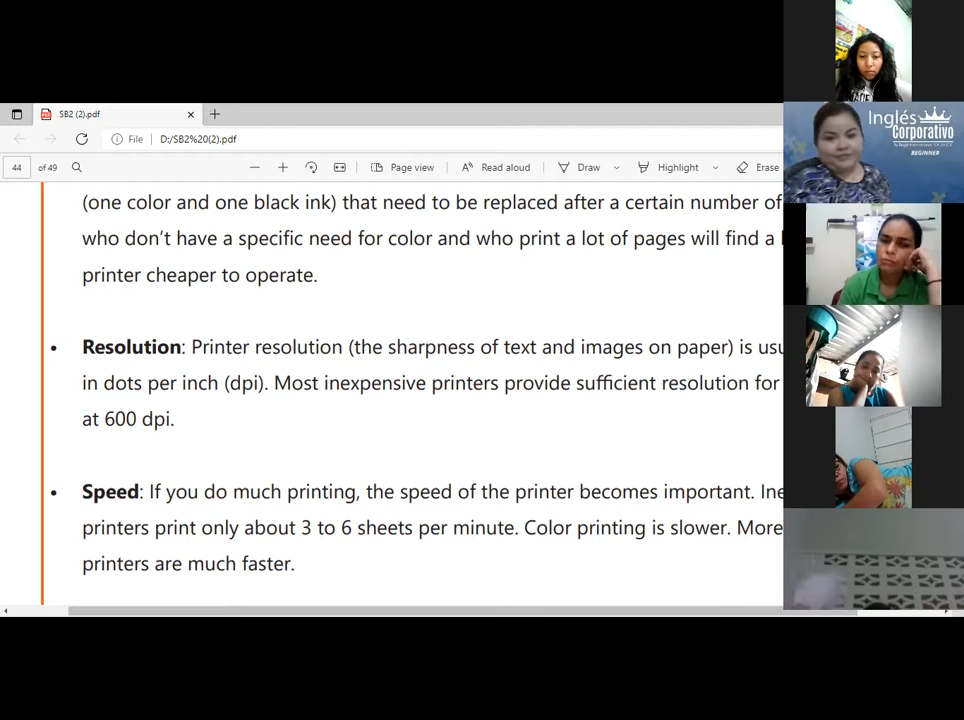 SB2 (2).pdf
File D:/SB2%20(2).pdf
44 of 49 Page view Read aloud Draw Highlight Erase
(one color and one black ink) that need to be replaced after a certain number of
who don't have a specific need for color and who print a lot of pages will find a
printer cheaper to operate.
• Resolution: Printer resolution (the sharpness of text and images on paper) is usu
in dots per inch (dpi). Most inexpensive printers provide sufficient resolution for
at 600 dpi.
• Speed: If you do much printing, the speed of the printer becomes important. Ine
printers print only about 3 to 6 sheets per minute. Color printing is slower. More
printers are much faster.
Inglés
Corporativo
BEGINNER